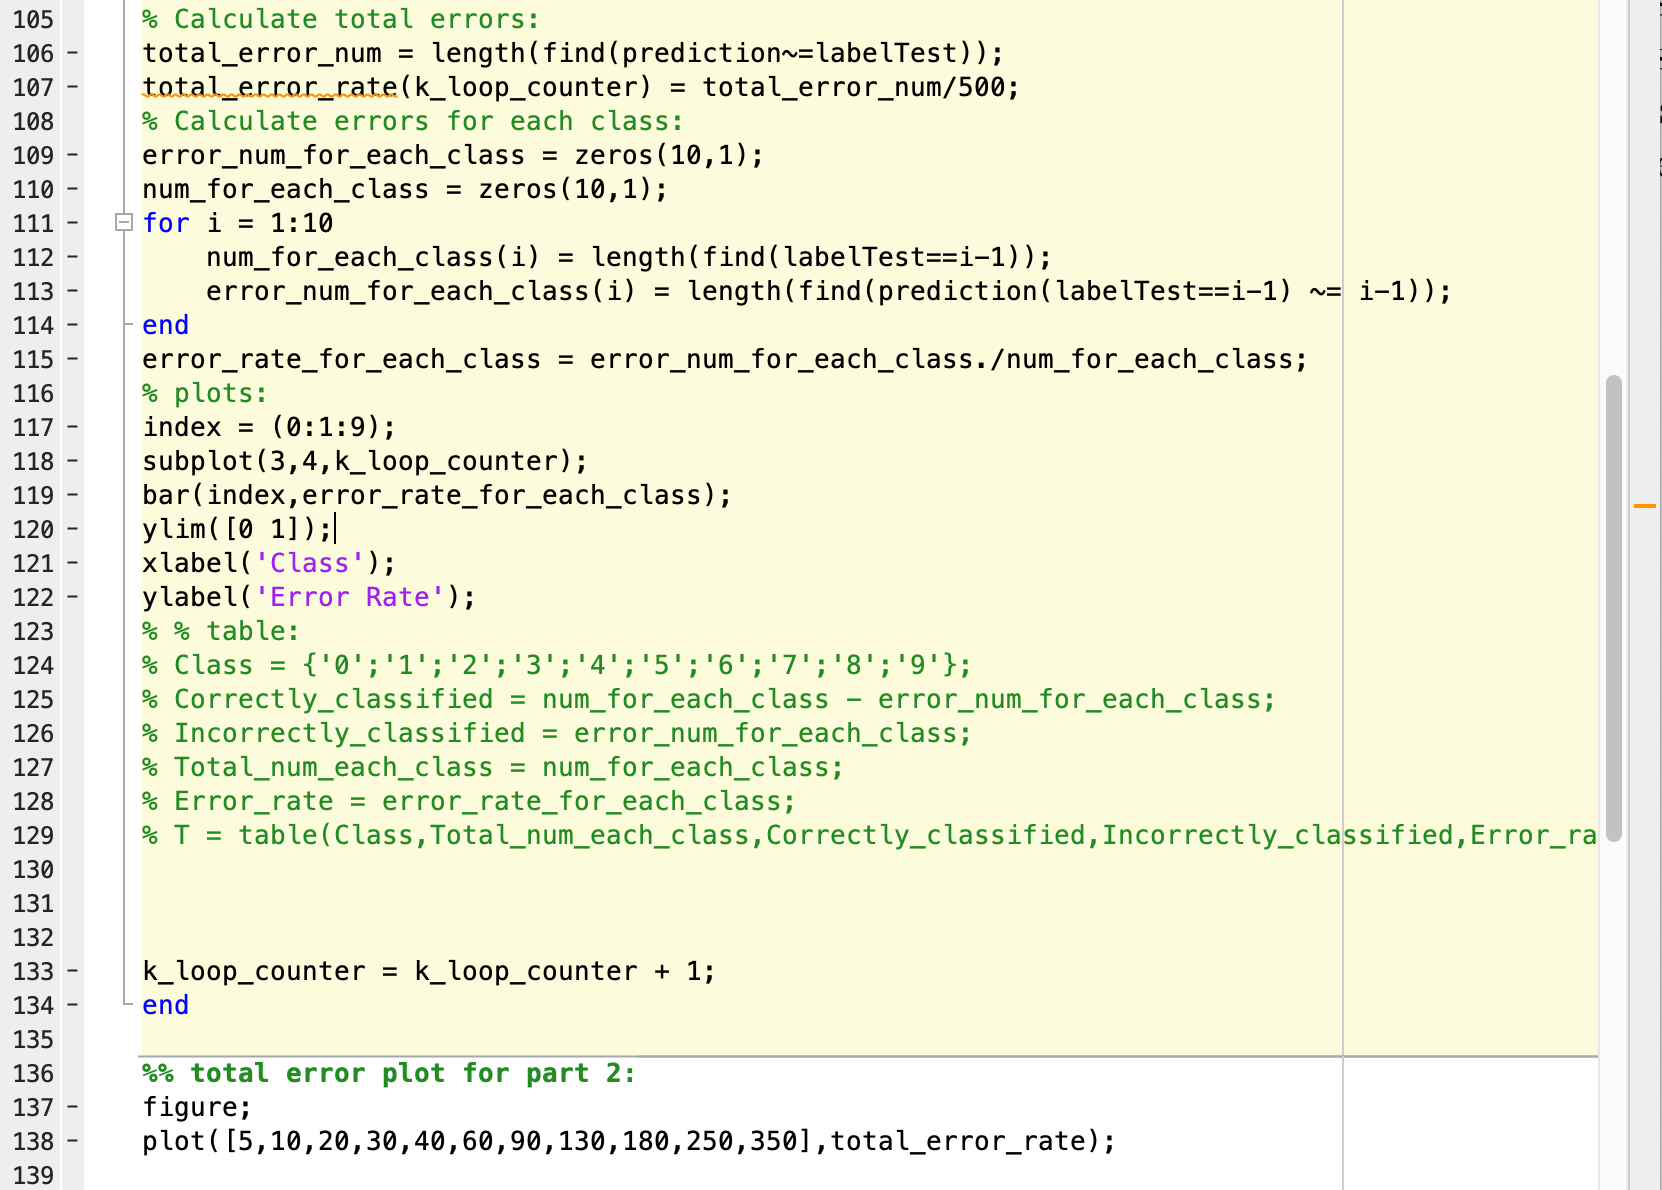 105 % Calculate total errors:
106 - total_error_num = length(find(prediction~=labelTest));
107 - total_error_rate(k_loop_counter) = total_error_num/500;
108 % Calculate errors for each class:
109 - error_num_for_each_class = zeros(10,1);
110 - num_for_each_class = zeros(10,1);
111 - for i = 1:10
112 - num_for_each_class(i) = length(find(labelTest==i-1));
113 - error_num_for_each_class(i) = length(find(prediction(labelTest==i-1) ~= i-1));
114 - end
115 - error_rate_for_each_class = error_num_for_each_class./num_for_each_class;
116 % plots:
117 - index = (0:1:9);
118 - subplot(3,4,k_loop_counter);
119 - bar(index,error_rate_for_each_class);
120 - ylim([0 1]);
121 - xlabel('Class');
122 - ylabel('Error Rate');
123 % % table:
124 % Class = {'0';'1';'2';'3';'4';'5';'6';'7';'8';'9'};
125 % Correctly_classified = num_for_each_class - error_num_for_each_class;
126 % Incorrectly_classified = error_num_for_each_class;
127 % Total_num_each_class = num_for_each_class;
128 % Error_rate = error_rate_for_each_class;
129 % T = table(Class,Total_num_each_class,Correctly_classified,Incorrectly_classified,Error_ra
130
131
132
133 - k_loop_counter = k_loop_counter + 1;
134 - end
135
136 %% total error plot for part 2:
137 - figure;
138 - plot([5,10,20,30,40,60,90,130,180,250,350],total_error_rate);
139